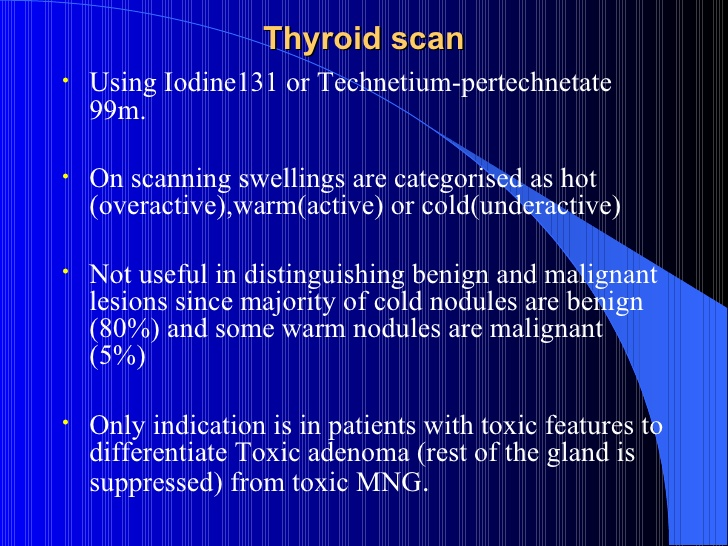 Thyroid scan
• Using Iodine131 or Technetium-pertechnetate
99m.
• On scanning swellings are categorised as hot
(overactive),warm(active) or cold(underactive)
• Not useful in distinguishing benign and malignant
lesions since majority of cold nodules are benign
(80%) and some warm nodules are malignant
(5%)
• Only indication is in patients with toxic features to
differentiate Toxic adenoma (rest of the gland is
suppressed) from toxic MNG.